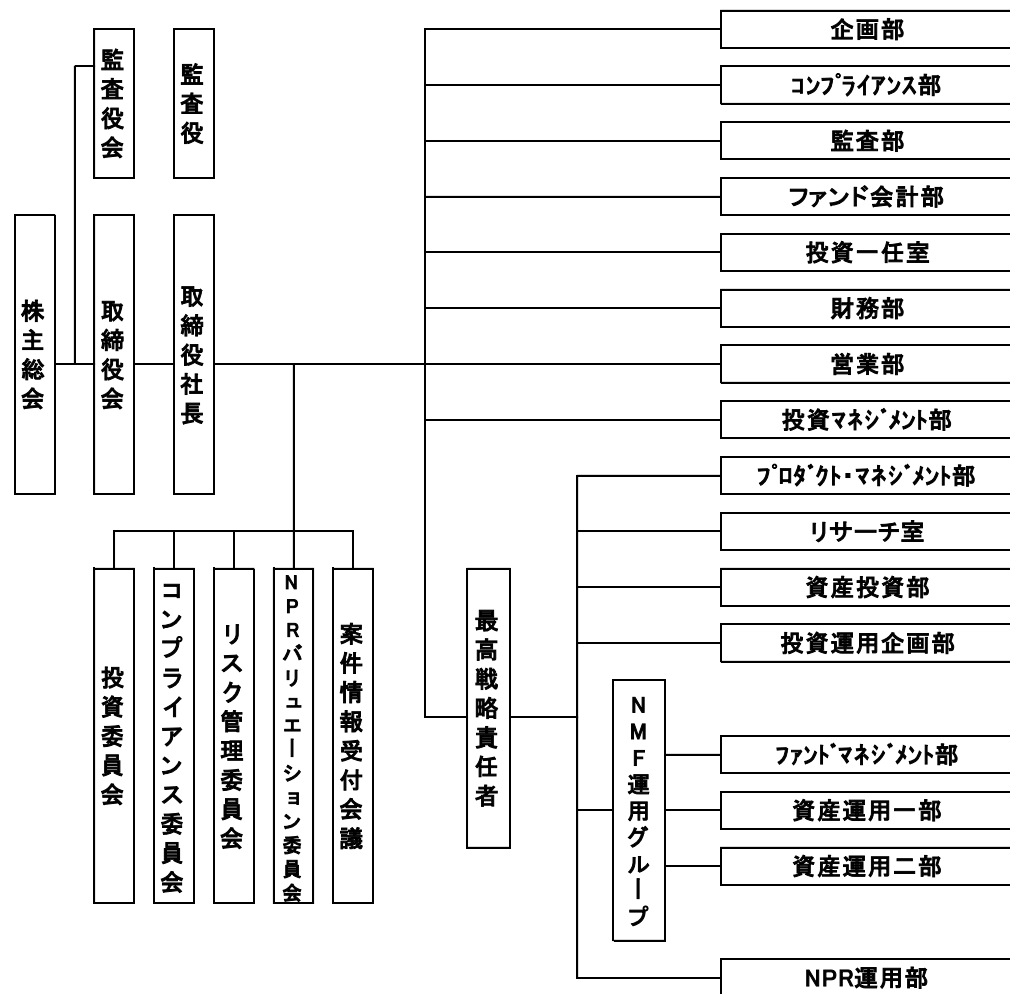 株主総会
監査役会
監査役
取締役会
取締役社長
投資委員会
コンプライアンス委員会
リスク管理委員会
NPRバリュエーション委員会
案件情報受付会議
企画部
ｺﾝﾌﾟﾗｲｱﾝｽ部
監査部
ファンド会計部
投資一任室
財務部
営業部
投資ﾏﾈｼﾞﾒﾝﾄ部
最高戦略責任者
ﾌﾟﾛﾀﾞｸﾄ・ﾏﾈｼﾞﾒﾝﾄ部
リサーチ室
資産投資部
投資運用企画部
NMF運用グループ
ﾌｧﾝﾄﾞﾏﾈｼﾞﾒﾝﾄ部
資産運用一部
資産運用二部
NPR運用部